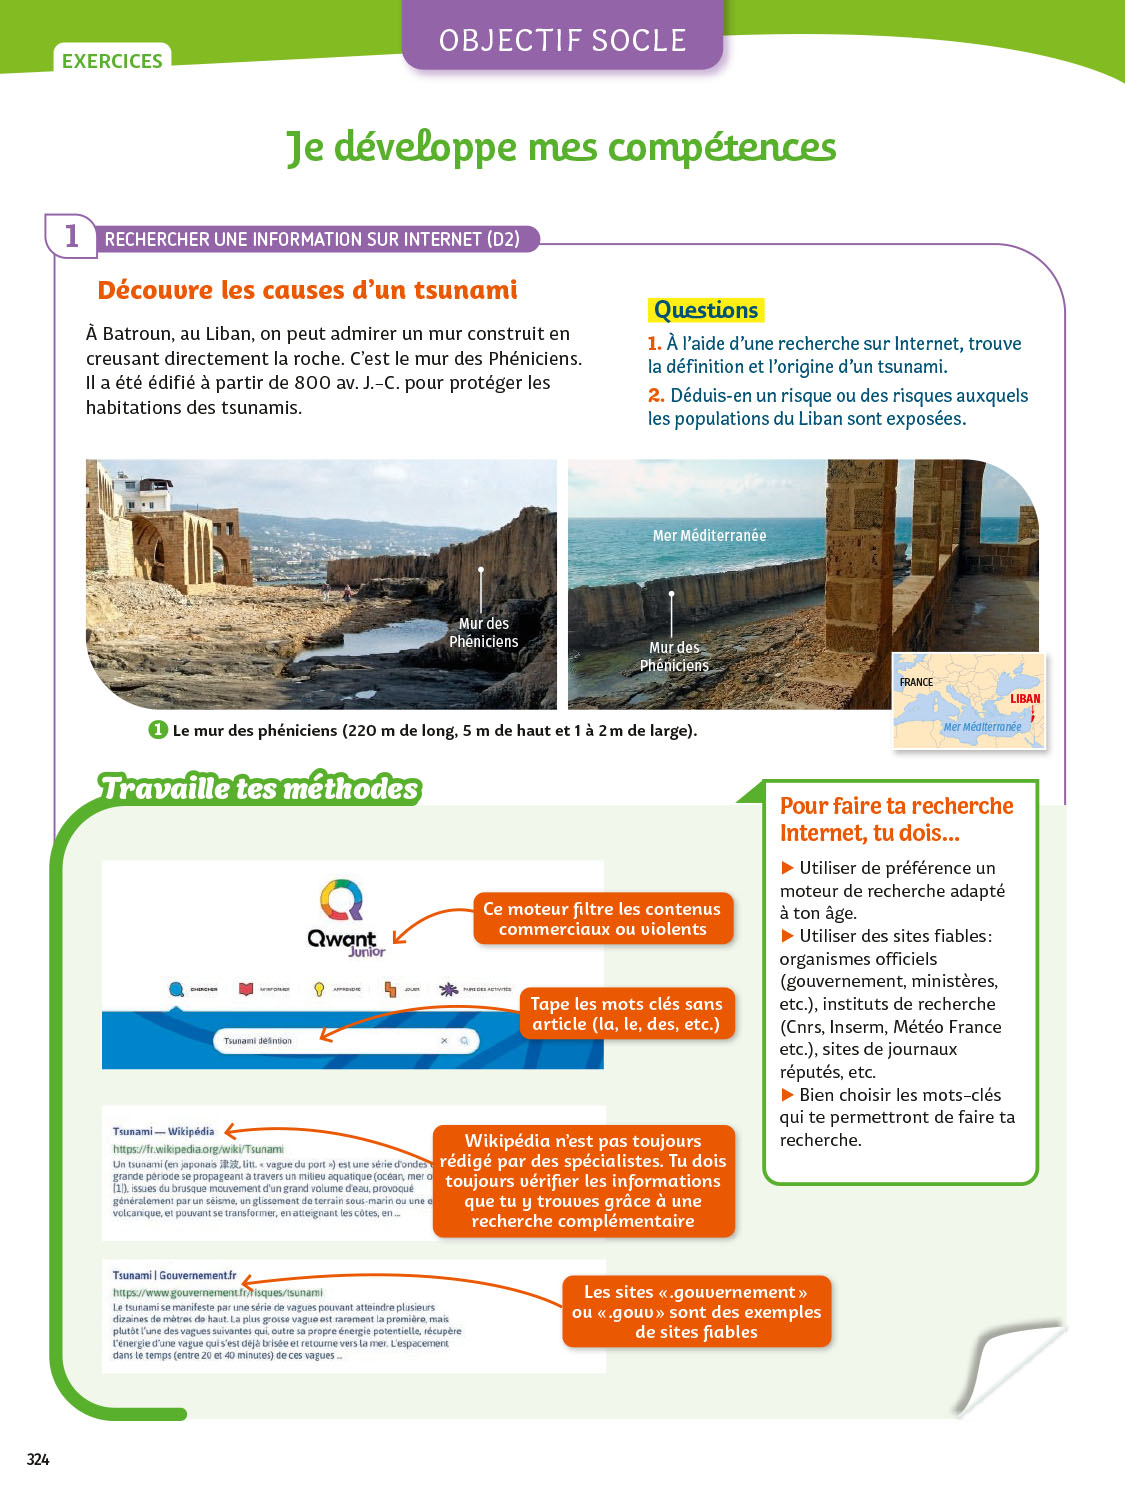 OBJECTIF SOCLE
EXERCICES
Je développe mes compétences
1
RECHERCHER UNE INFORMATION SUR INTERNET (D2)
Découvre les causes d'un tsunami
À Batroun, au Liban, on peut admirer un mur construit en
creusant directement la roche. C'est le mur des Phéniciens.
Il a été édifié à partir de 800 av. J.-C. pour protéger les
habitations des tsunamis.
Questions
1. À l'aide d'une recherche sur Internet, trouve
la définition et l'origine d'un tsunami.
2. Déduis-en un risque ou des risques auxquels
les populations du Liban sont exposées.
Mur des
Phéniciens
Mer Méditerranée
Mur des
Phéniciens
FRANCE
LIBAN
Mer Méditerranée
1 Le mur des phéniciens (220 m de long, 5 m de haut et 1 à 2 m de large).
Travaille tes méthodes
Qwant
Junior
CHERCHER
M'INFORMER
APPRENDRE
JOUER
FAIRE DES ACTIVITÉS
Tsunami défintion
Ce moteur filtre les contenus
commerciaux ou violents
Tape les mots clés sans
article (la, le, des, etc.)
Tsunami — Wikipédia
https://fr.wikipedia.org/wiki/Tsunami
Un tsunami (en japonais 津波, litt. « vague du port ») est une série d'ondes
grande période se propageant à travers un milieu aquatique (océan, mer o
[1]), issues du brusque mouvement d'un grand volume d'eau, provoqué
généralement par un séisme, un glissement de terrain sous-marin ou une e
volcanique, et pouvant se transformer, en atteignant les côtes, en ...
Wikipédia n'est pas toujours
rédigé par des spécialistes. Tu dois
toujours vérifier les informations
que tu y trouves grâce à une
recherche complémentaire
Tsunami | Gouvernement.fr
https://www.gouvernement.fr/risques/tsunami
Le tsunami se manifeste par une série de vagues pouvant atteindre plusieurs
dizaines de mètres de haut. La plus grosse vague est rarement la première, mais
plutôt l'une des vagues suivantes qui, outre sa propre énergie potentielle, récupère
l'énergie d'une vague qui s'est déjà brisée et retourne vers la mer. L'espacement
dans le temps (entre 20 et 40 minutes) de ces vagues ...
Les sites « .gouvernement »
ou « .gouv » sont des exemples
de sites fiables
Pour faire ta recherche
Internet, tu dois...
▶ Utiliser de préférence un
moteur de recherche adapté
à ton âge.
▶ Utiliser des sites fiables :
organismes officiels
(gouvernement, ministères,
etc.), instituts de recherche
(Cnrs, Inserm, Météo France
etc.), sites de journaux
réputés, etc.
▶ Bien choisir les mots-clés
qui te permettront de faire ta
recherche.
324